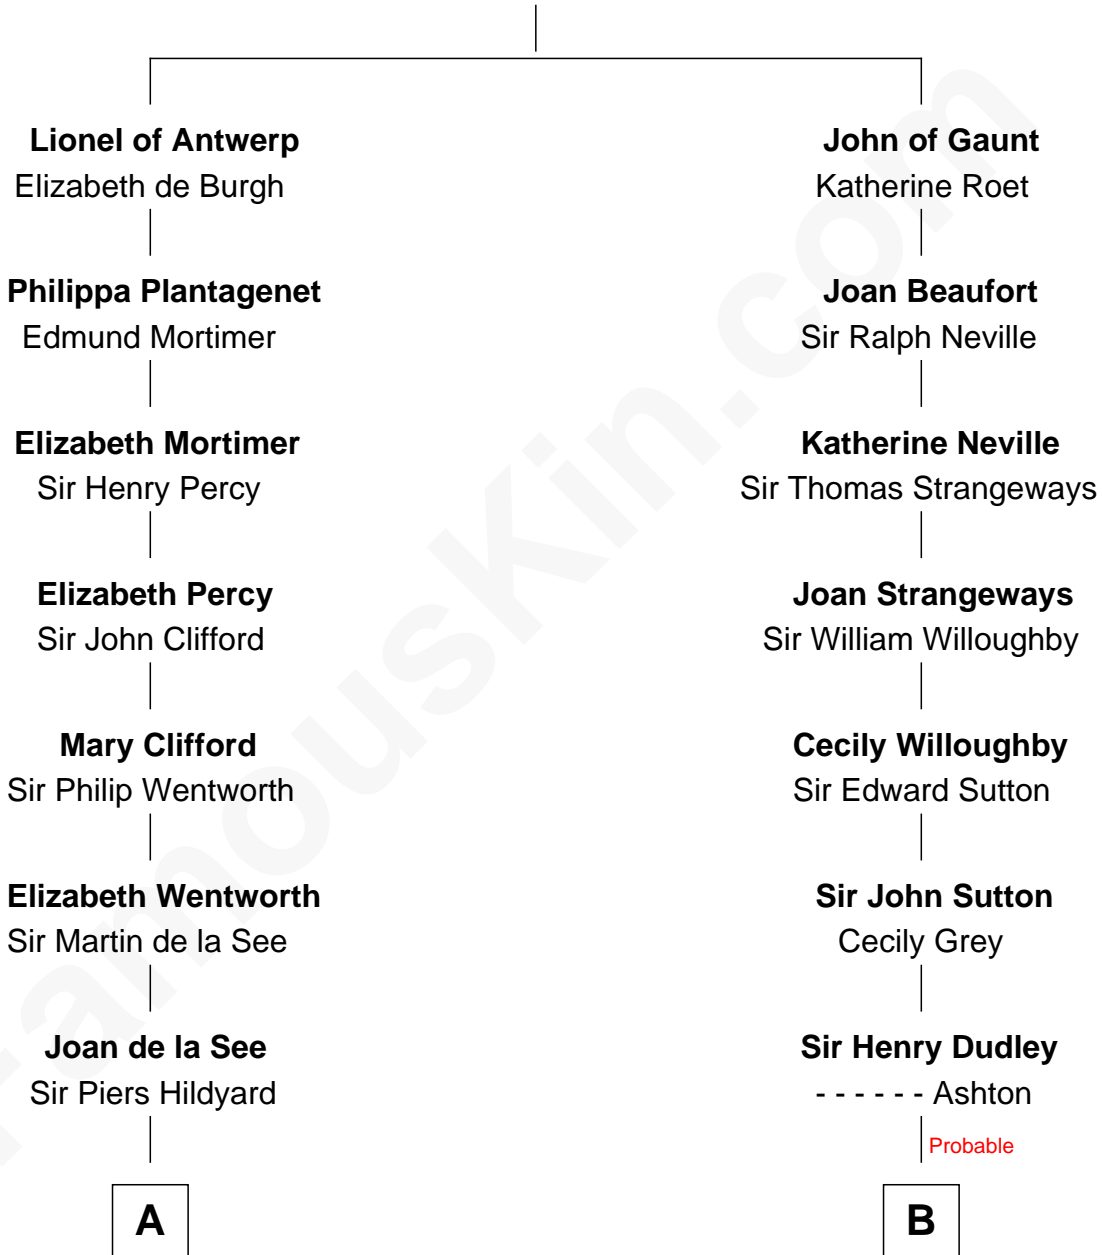 Lionel of Antwerp
Elizabeth de Burgh
Philippa Plantagenet
Edmund Mortimer
Elizabeth Mortimer
Sir Henry Percy
Elizabeth Percy
Sir John Clifford
Mary Clifford
Sir Philip Wentworth
Elizabeth Wentworth
Sir Martin de la See
Joan de la See
Sir Piers Hildyard
A
John of Gaunt
Katherine Roet
Joan Beaufort
Sir Ralph Neville
Katherine Neville
Sir Thomas Strangeways
Joan Strangeways
Sir William Willoughby
Cecily Willoughby
Sir Edward Sutton
Sir John Sutton
Cecily Grey
Sir Henry Dudley
- - - - - - Ashton
Probable
B
FamousKin.com